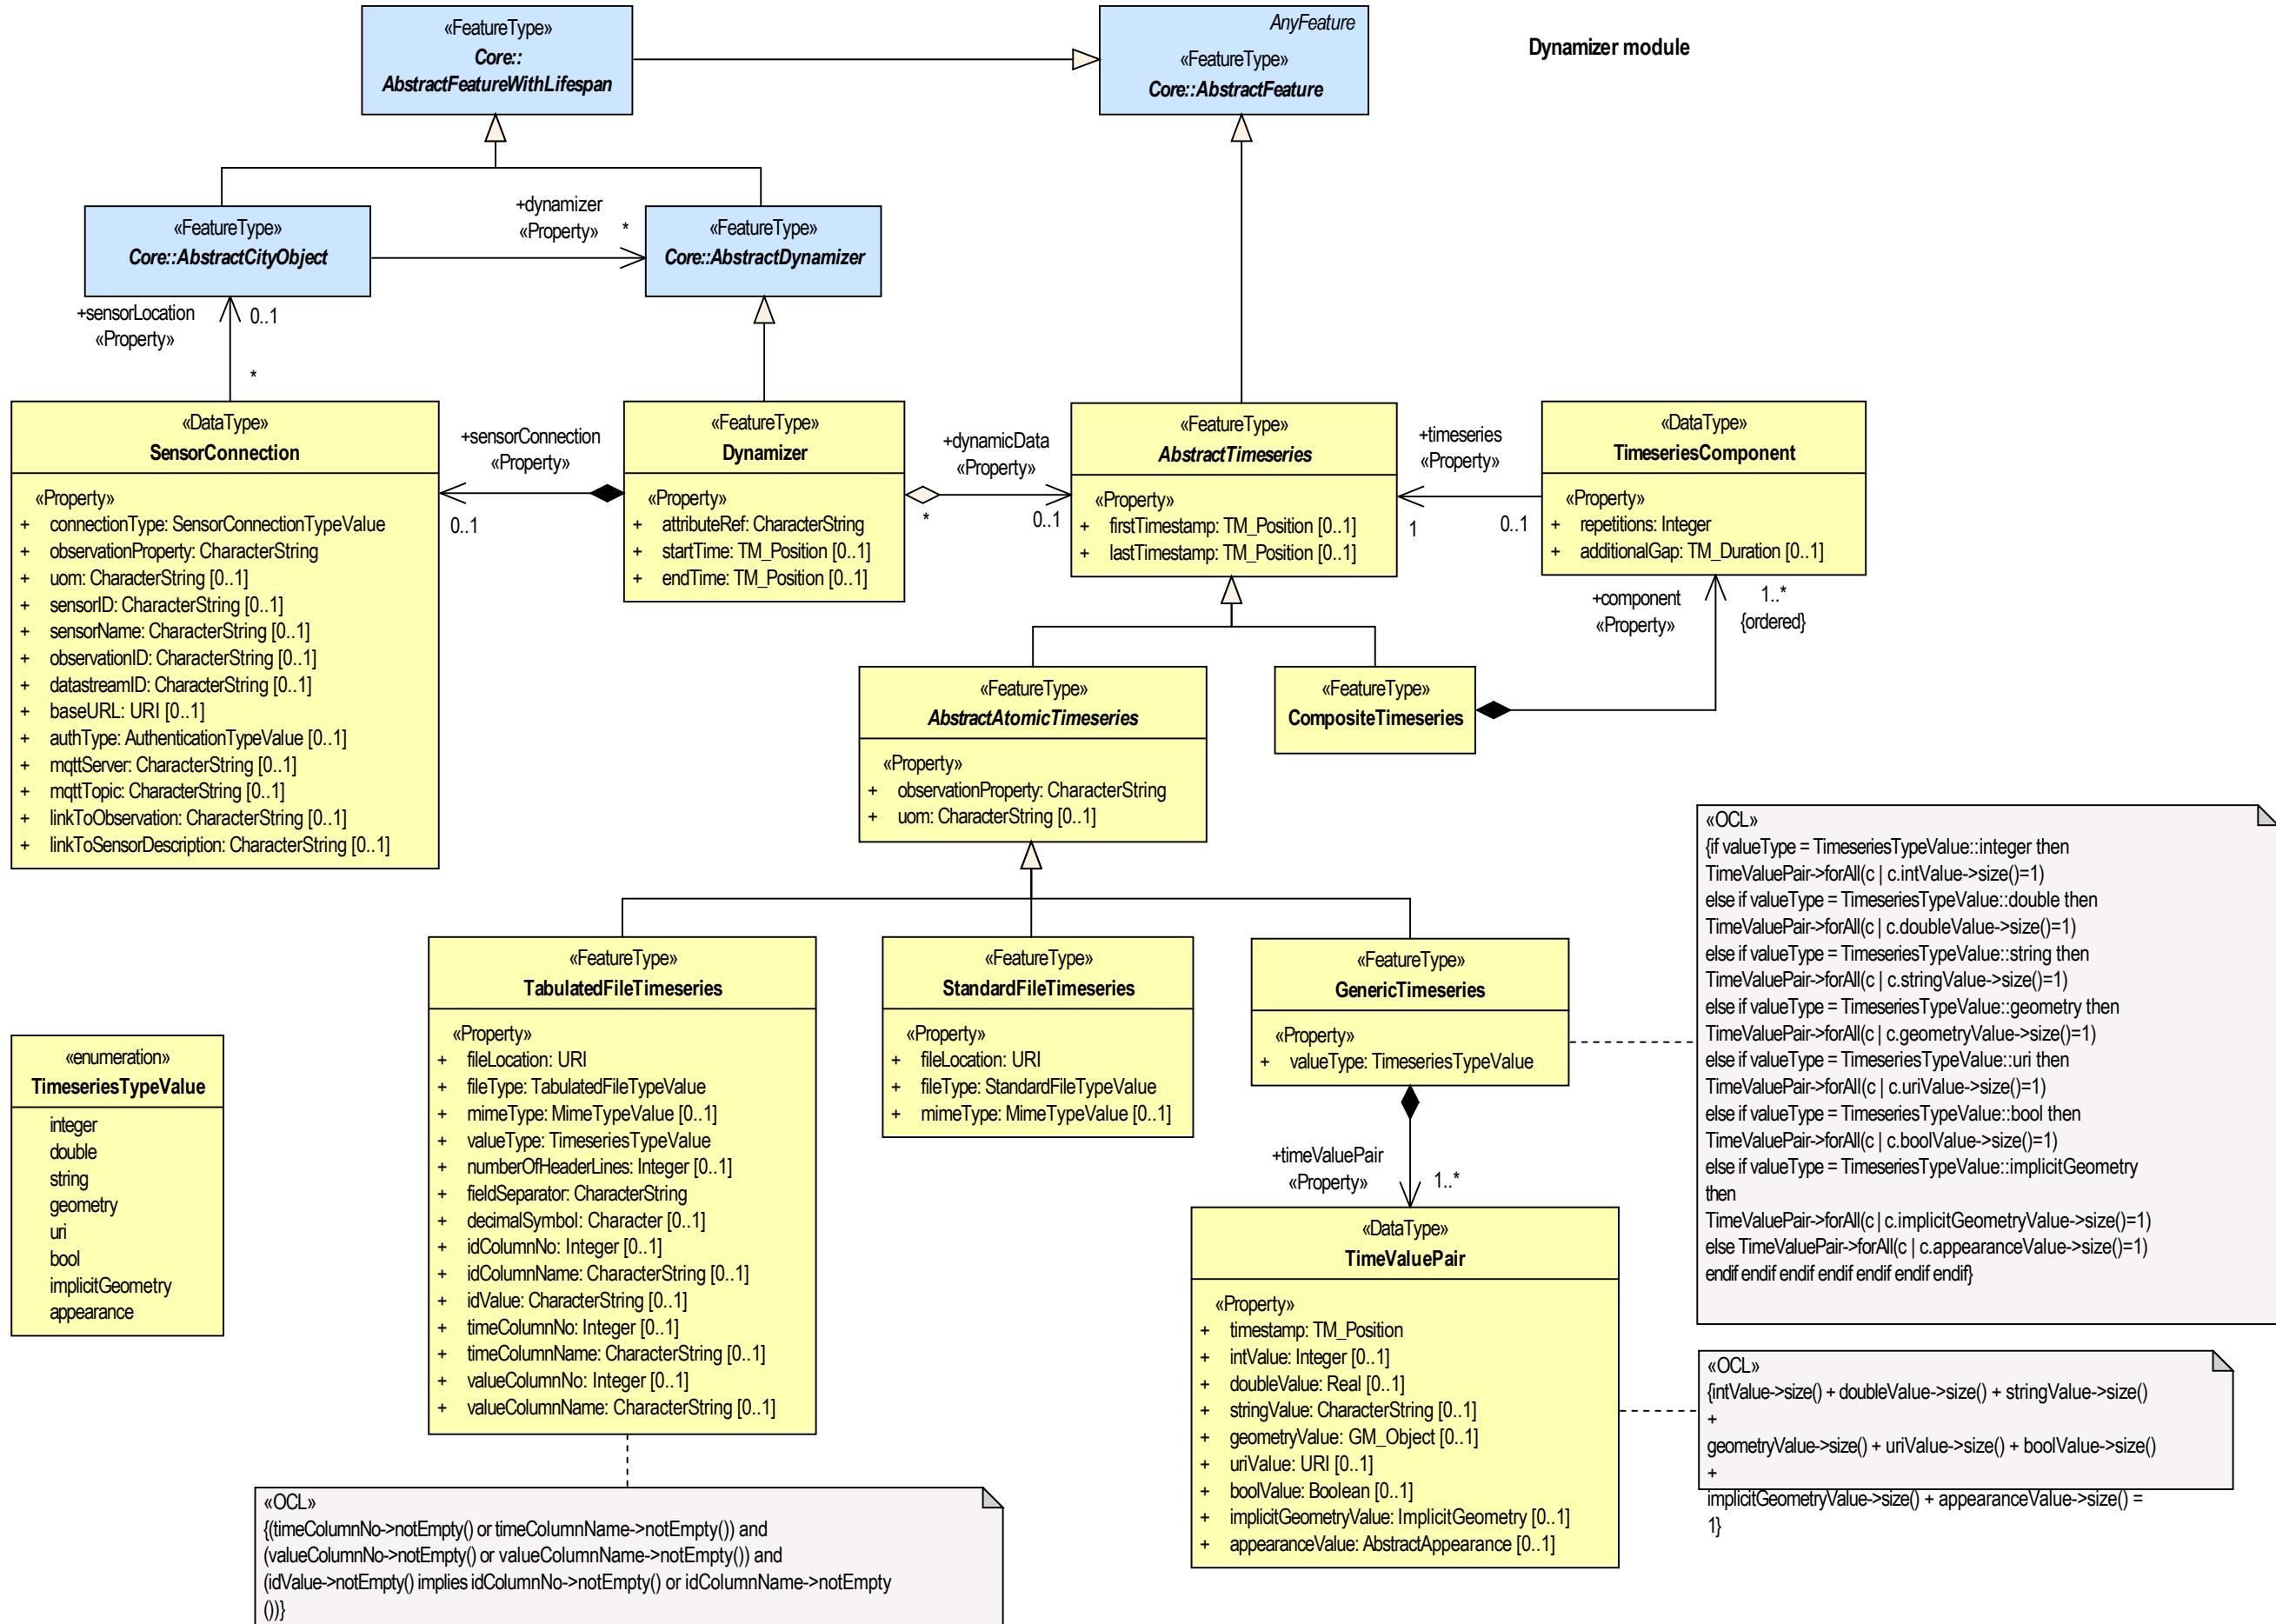 «FeatureType»
Core::
AbstractFeatureWithLifespan
AnyFeature
«FeatureType»
Core::AbstractFeature
Dynamizer module
«FeatureType»
Core::AbstractCityObject
+dynamizer
«Property»
*
«FeatureType»
Core::AbstractDynamizer
+sensorLocation
«Property»
0..1
*
«DataType»
SensorConnection
«Property»
+ connectionType: SensorConnectionTypeValue
+ observationProperty: CharacterString
+ uom: CharacterString [0..1]
+ sensorID: CharacterString [0..1]
+ sensorName: CharacterString [0..1]
+ observationID: CharacterString [0..1]
+ datastreamID: CharacterString [0..1]
+ baseURL: URI [0..1]
+ authType: AuthenticationTypeValue [0..1]
+ mqttServer: CharacterString [0..1]
+ mqttTopic: CharacterString [0..1]
+ linkToObservation: CharacterString [0..1]
+ linkToSensorDescription: CharacterString [0..1]
+sensorConnection
«Property»
0..1
«FeatureType»
Dynamizer
«Property»
+ attributeRef: CharacterString
+ startTime: TM_Position [0..1]
+ endTime: TM_Position [0..1]
+dynamicData
«Property»
*
0..1
«FeatureType»
AbstractTimeseries
«Property»
+ firstTimestamp: TM_Position [0..1]
+ lastTimestamp: TM_Position [0..1]
+timeseries
«Property»
1
0..1
«DataType»
TimeseriesComponent
«Property»
+ repetitions: Integer
+ additionalGap: TM_Duration [0..1]
+component
«Property»
1..*
{ordered}
«FeatureType»
AbstractAtomicTimeseries
«Property»
+ observationProperty: CharacterString
+ uom: CharacterString [0..1]
«FeatureType»
CompositeTimeseries
«OCL»
{if valueType = TimeseriesTypeValue::integer then
TimeValuePair->forAll(c | c.intValue->size()=1)
else if valueType = TimeseriesTypeValue::double then
TimeValuePair->forAll(c | c.doubleValue->size()=1)
else if valueType = TimeseriesTypeValue::string then
TimeValuePair->forAll(c | c.stringValue->size()=1)
else if valueType = TimeseriesTypeValue::geometry then
TimeValuePair->forAll(c | c.geometryValue->size()=1)
else if valueType = TimeseriesTypeValue::uri then
TimeValuePair->forAll(c | c.uriValue->size()=1)
else if valueType = TimeseriesTypeValue::bool then
TimeValuePair->forAll(c | c.boolValue->size()=1)
else if valueType = TimeseriesTypeValue::implicitGeometry
then
TimeValuePair->forAll(c | c.implicitGeometryValue->size()=1)
else TimeValuePair->forAll(c | c.appearanceValue->size()=1)
endif endif endif endif endif endif endif}
«enumeration»
TimeseriesTypeValue
integer
double
string
geometry
uri
bool
implicitGeometry
appearance
«FeatureType»
TabulatedFileTimeseries
«Property»
+ fileLocation: URI
+ fileType: TabulatedFileTypeValue
+ mimeType: MimeTypeValue [0..1]
+ valueType: TimeseriesTypeValue
+ numberOfHeaderLines: Integer [0..1]
+ fieldSeparator: CharacterString
+ decimalSymbol: Character [0..1]
+ idColumnNo: Integer [0..1]
+ idColumnName: CharacterString [0..1]
+ idValue: CharacterString [0..1]
+ timeColumnNo: Integer [0..1]
+ timeColumnName: CharacterString [0..1]
+ valueColumnNo: Integer [0..1]
+ valueColumnName: CharacterString [0..1]
«FeatureType»
StandardFileTimeseries
«Property»
+ fileLocation: URI
+ fileType: StandardFileTypeValue
+ mimeType: MimeTypeValue [0..1]
«FeatureType»
GenericTimeseries
«Property»
+ valueType: TimeseriesTypeValue
+timeValuePair
«Property»
1..*
«DataType»
TimeValuePair
«Property»
+ timestamp: TM_Position
+ intValue: Integer [0..1]
+ doubleValue: Real [0..1]
+ stringValue: CharacterString [0..1]
+ geometryValue: GM_Object [0..1]
+ uriValue: URI [0..1]
+ boolValue: Boolean [0..1]
+ implicitGeometryValue: ImplicitGeometry [0..1]
+ appearanceValue: AbstractAppearance [0..1]
«OCL»
{intValue->size() + doubleValue->size() + stringValue->size()
+
geometryValue->size() + uriValue->size() + boolValue->size()
+
implicitGeometryValue->size() + appearanceValue->size() =
1}
«OCL»
{(timeColumnNo->notEmpty() or timeColumnName->notEmpty()) and
(valueColumnNo->notEmpty() or valueColumnName->notEmpty()) and
(idValue->notEmpty() implies idColumnNo->notEmpty() or idColumnName->notEmpty
())}